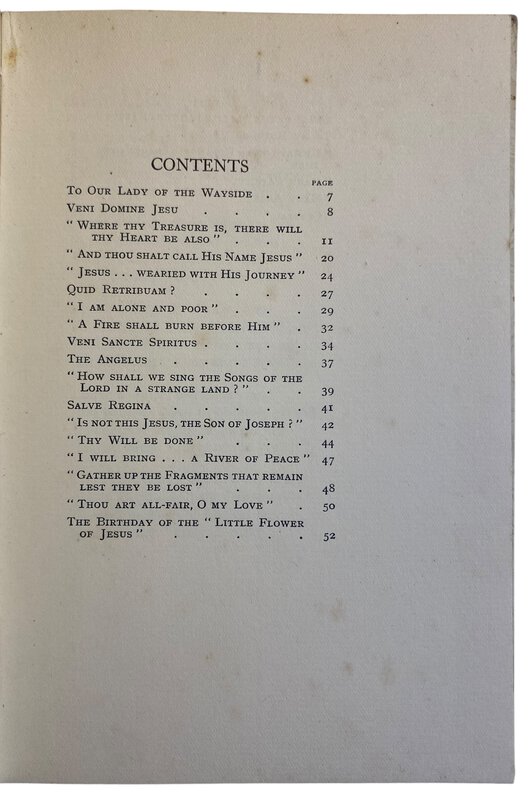 CONTENTS
PAGE
To Our Lady of the Wayside . . 7
Veni Domine Jesu . . . . 8
“ Where thy Treasure is, there will
thy Heart be also ” . . . 11
“ And thou shalt call His Name Jesus ” 20
“ Jesus . . . wearied with His Journey ” 24
Quid Retribuam ? . . . . 27
“ I am alone and poor ” . . . 29
“ A Fire shall burn before Him ” . 32
Veni Sancte Spiritus . . . . 34
The Angelus . . . . . 37
“ How shall we sing the Songs of the
Lord in a strange land ? ” . . 39
Salve Regina . . . . . 41
“ Is not this Jesus, the Son of Joseph ? ” 42
“ Thy Will be done ” . . . 44
“ I will bring . . . a River of Peace ” 47
“ Gather up the Fragments that remain
lest they be lost ” . . . 48
“ Thou art all-fair, O my Love ” . 50
The Birthday of the “ Little Flower
of Jesus ” . . . . . 52